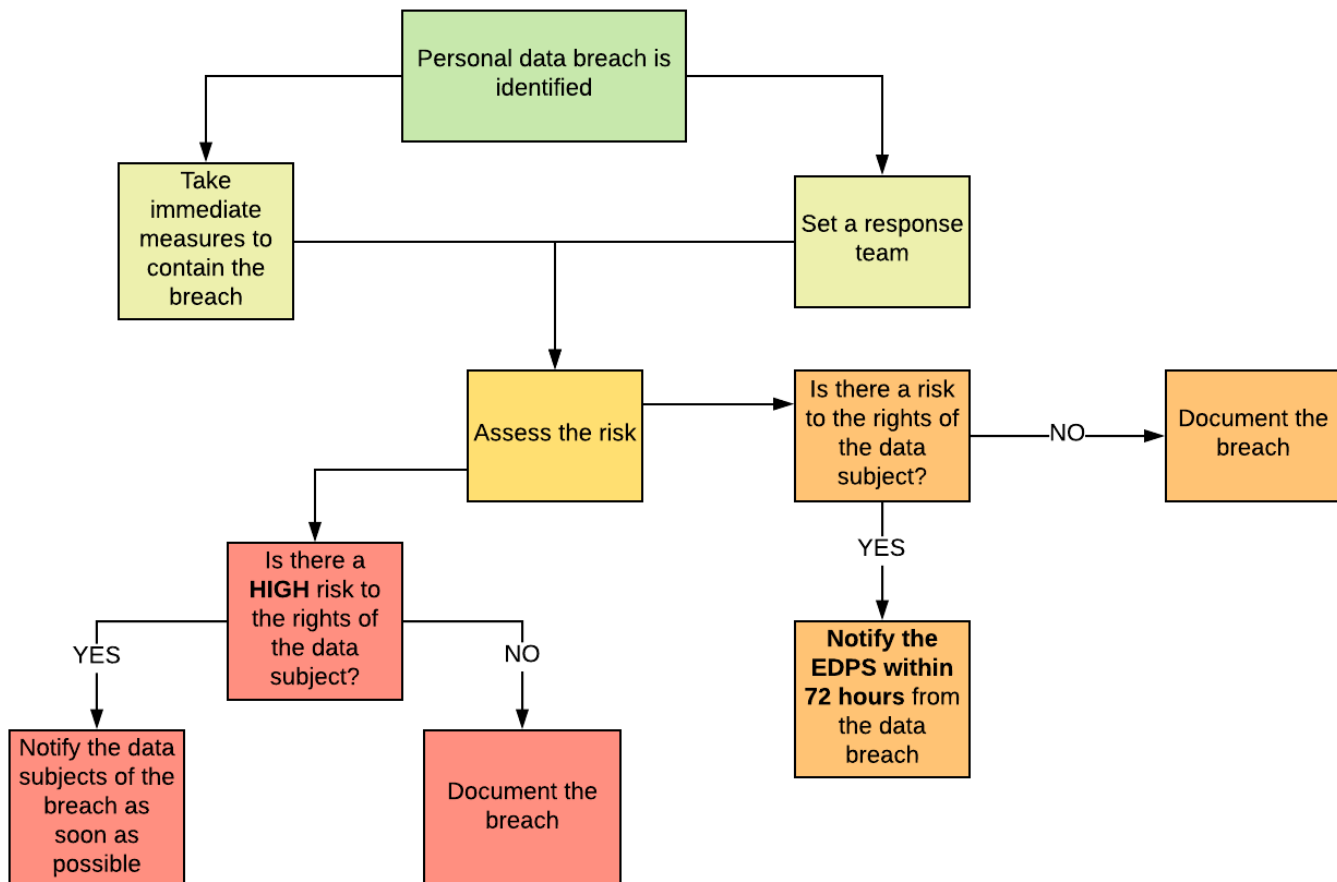 Personal data breach is
identified
Take
immediate
measures to
contain the
breach
Set a response
team
Assess the risk
Is there a risk
to the rights of
the data
subject?
NO
Document the
breach
YES
Notify the
EDPS within
72 hours from
the data
breach
Is there a
HIGH risk to
the rights of
the data
subject?
YES
NO
Notify the data
subjects of the
breach as
soon as
possible
Document the
breach